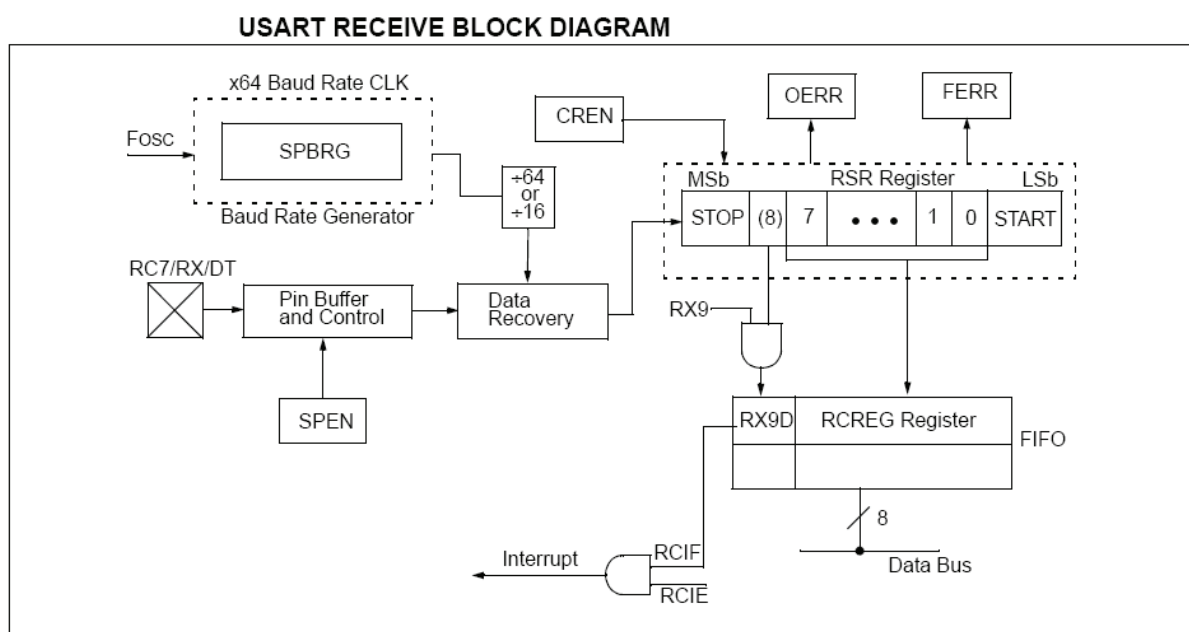 USART RECEIVE BLOCK DIAGRAM
x64 Baud Rate CLK
Fosc
SPBRG
Baud Rate Generator
÷64
or
÷16
CREN
OERR
FERR
MSb
RSR Register
LSb
STOP
(8)
7
• • •
1
0
START
RC7/RX/DT
Pin Buffer
and Control
Data
Recovery
SPEN
RX9
RX9D
RCREG Register
FIFO
8
Data Bus
Interrupt
RCIF
RCIE